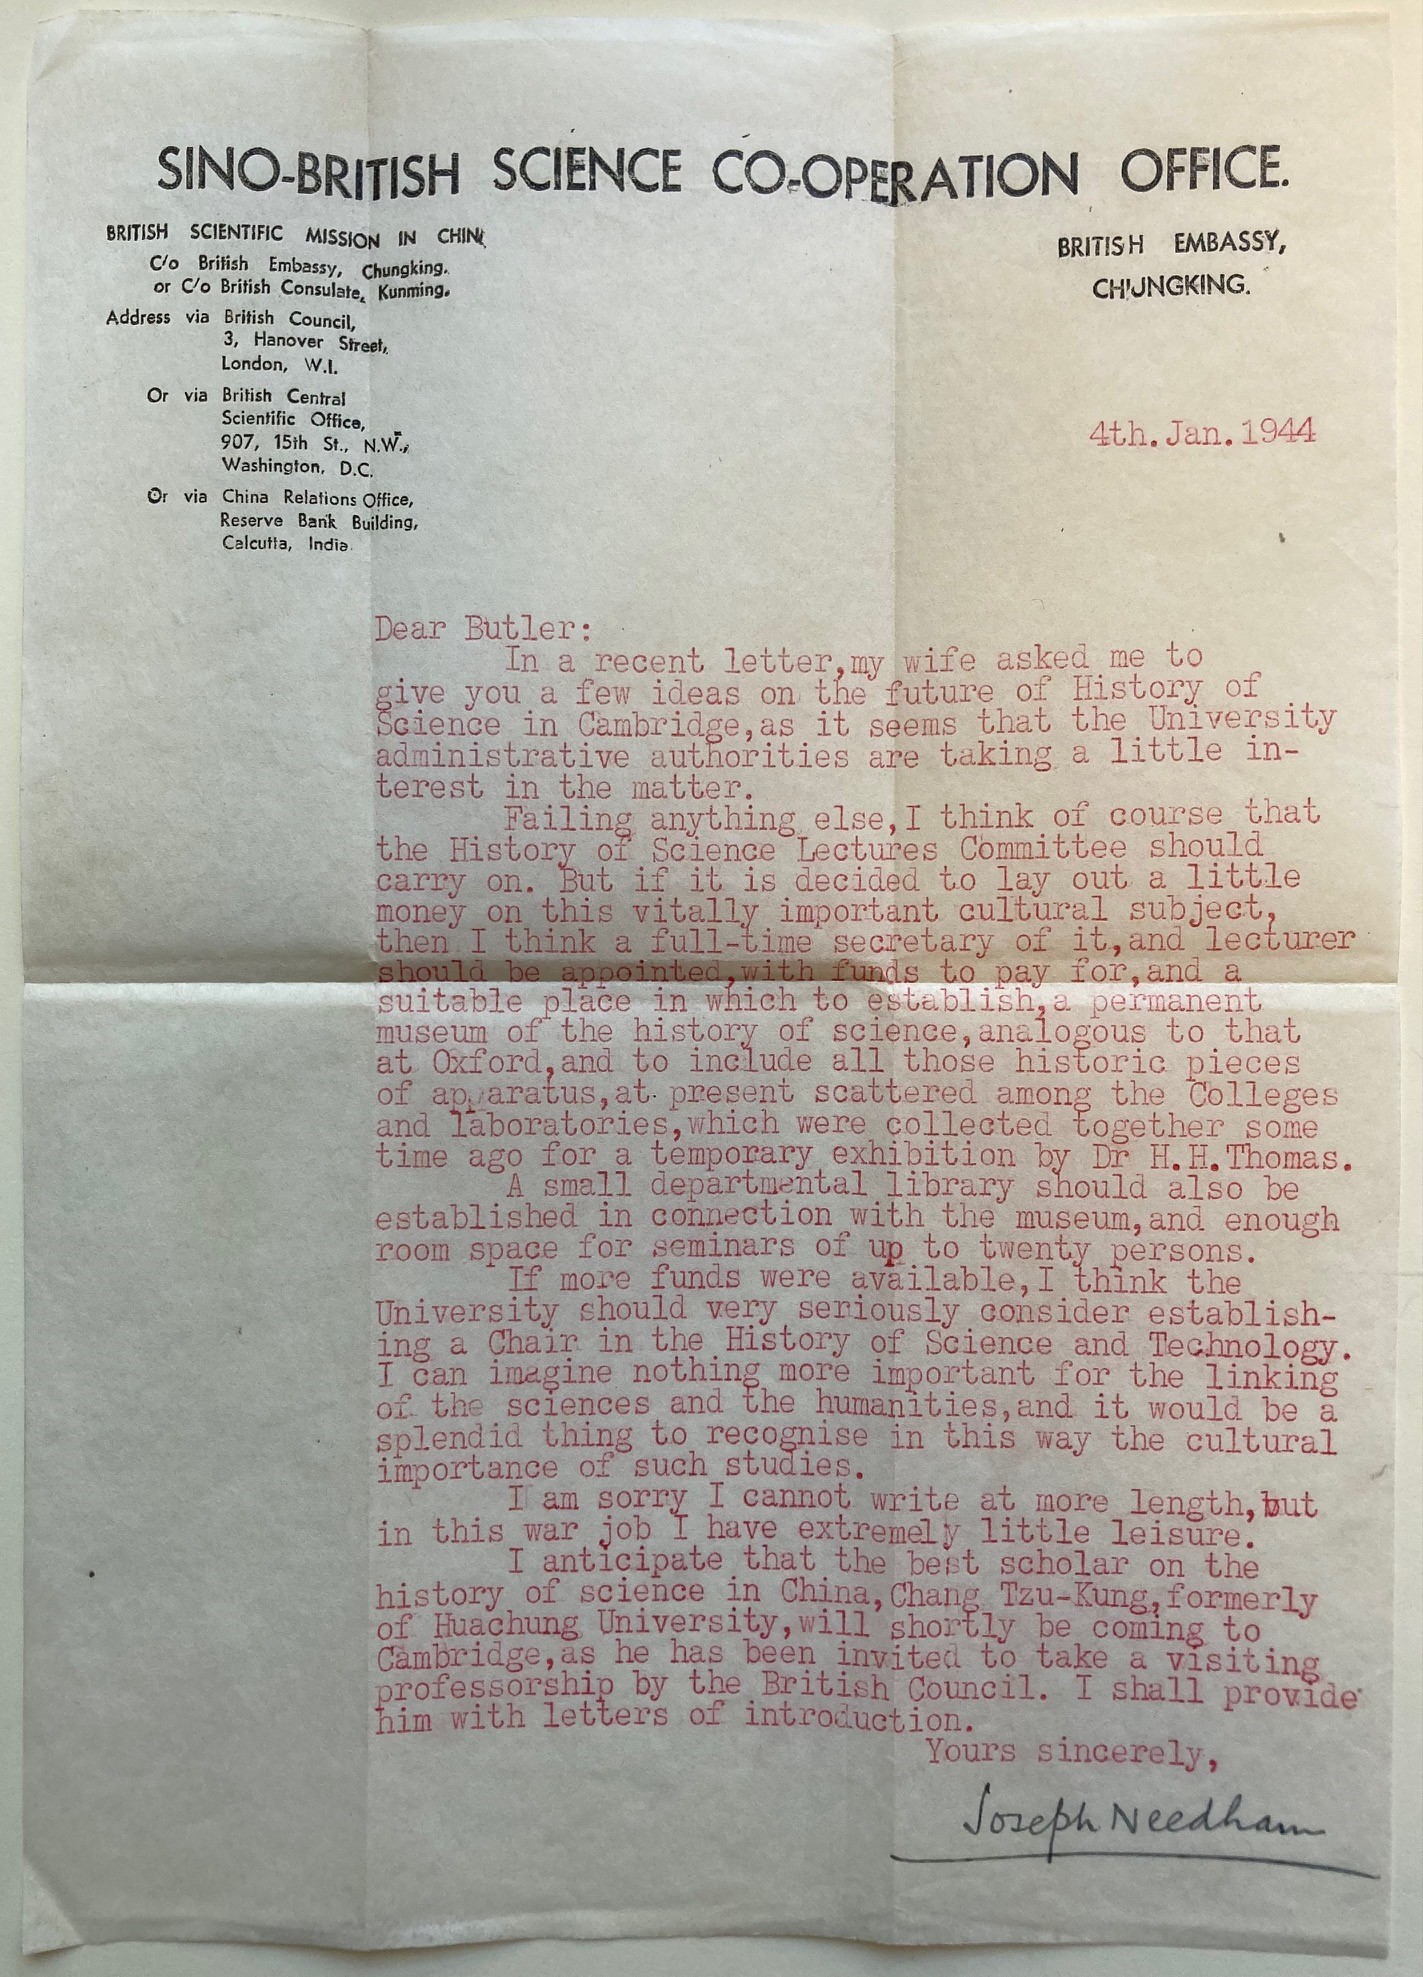 SINO-BRITISH SCIENCE CO-OPERATION OFFICE.
BRITISH SCIENTIFIC MISSION IN CHINA
C/o British Embassy, Chungking.
or C/o British Consulate, Kunming.
Address via British Council,
3, Hanover Street,
London, W.1.
Or via British Central
Scientific Office,
907, 15th St., N.W.,
Washington, D.C.
Or via China Relations Office,
Reserve Bank Building,
Calcutta, India.
BRITISH EMBASSY,
CHUNGKING.
4th.Jan.1944
Dear Butler:
In a recent letter,my wife asked me to
give you a few ideas on the future of History of
Science in Cambridge,as it seems that the University
administrative authorities are taking a little in-
terest in the matter.
Failing anything else,I think of course that
the History of Science Lectures Committee should
carry on. But if it is decided to lay out a little
money on this vitally important cultural subject,
then I think a full-time secretary of it,and lecturer
should be appointed,with funds to pay for,and a
suitable place in which to establish,a permanent
museum of the history of science,analogous to that
at Oxford,and to include all those historic pieces
of apparatus,at present scattered among the Colleges
and laboratories,which were collected together some
time ago for a temporary exhibition by Dr H.H.Thomas.
A small departmental library should also be
established in connection with the museum,and enough
room space for seminars of up to twenty persons.
If more funds were available,I think the
University should very seriously consider establish-
ing a Chair in the History of Science and Technology.
I can imagine nothing more important for the linking
of the sciences and the humanities,and it would be a
splendid thing to recognise in this way the cultural
importance of such studies.
I am sorry I cannot write at more length,but
in this war job I have extremely little leisure.
I anticipate that the best scholar on the
history of science in China,Chang Tzu-Kung,formerly
of Huachung University,will shortly be coming to
Cambridge,as he has been invited to take a visiting
professorship by the British Council. I shall provide
him with letters of introduction.
Yours sincerely,
Joseph Needham